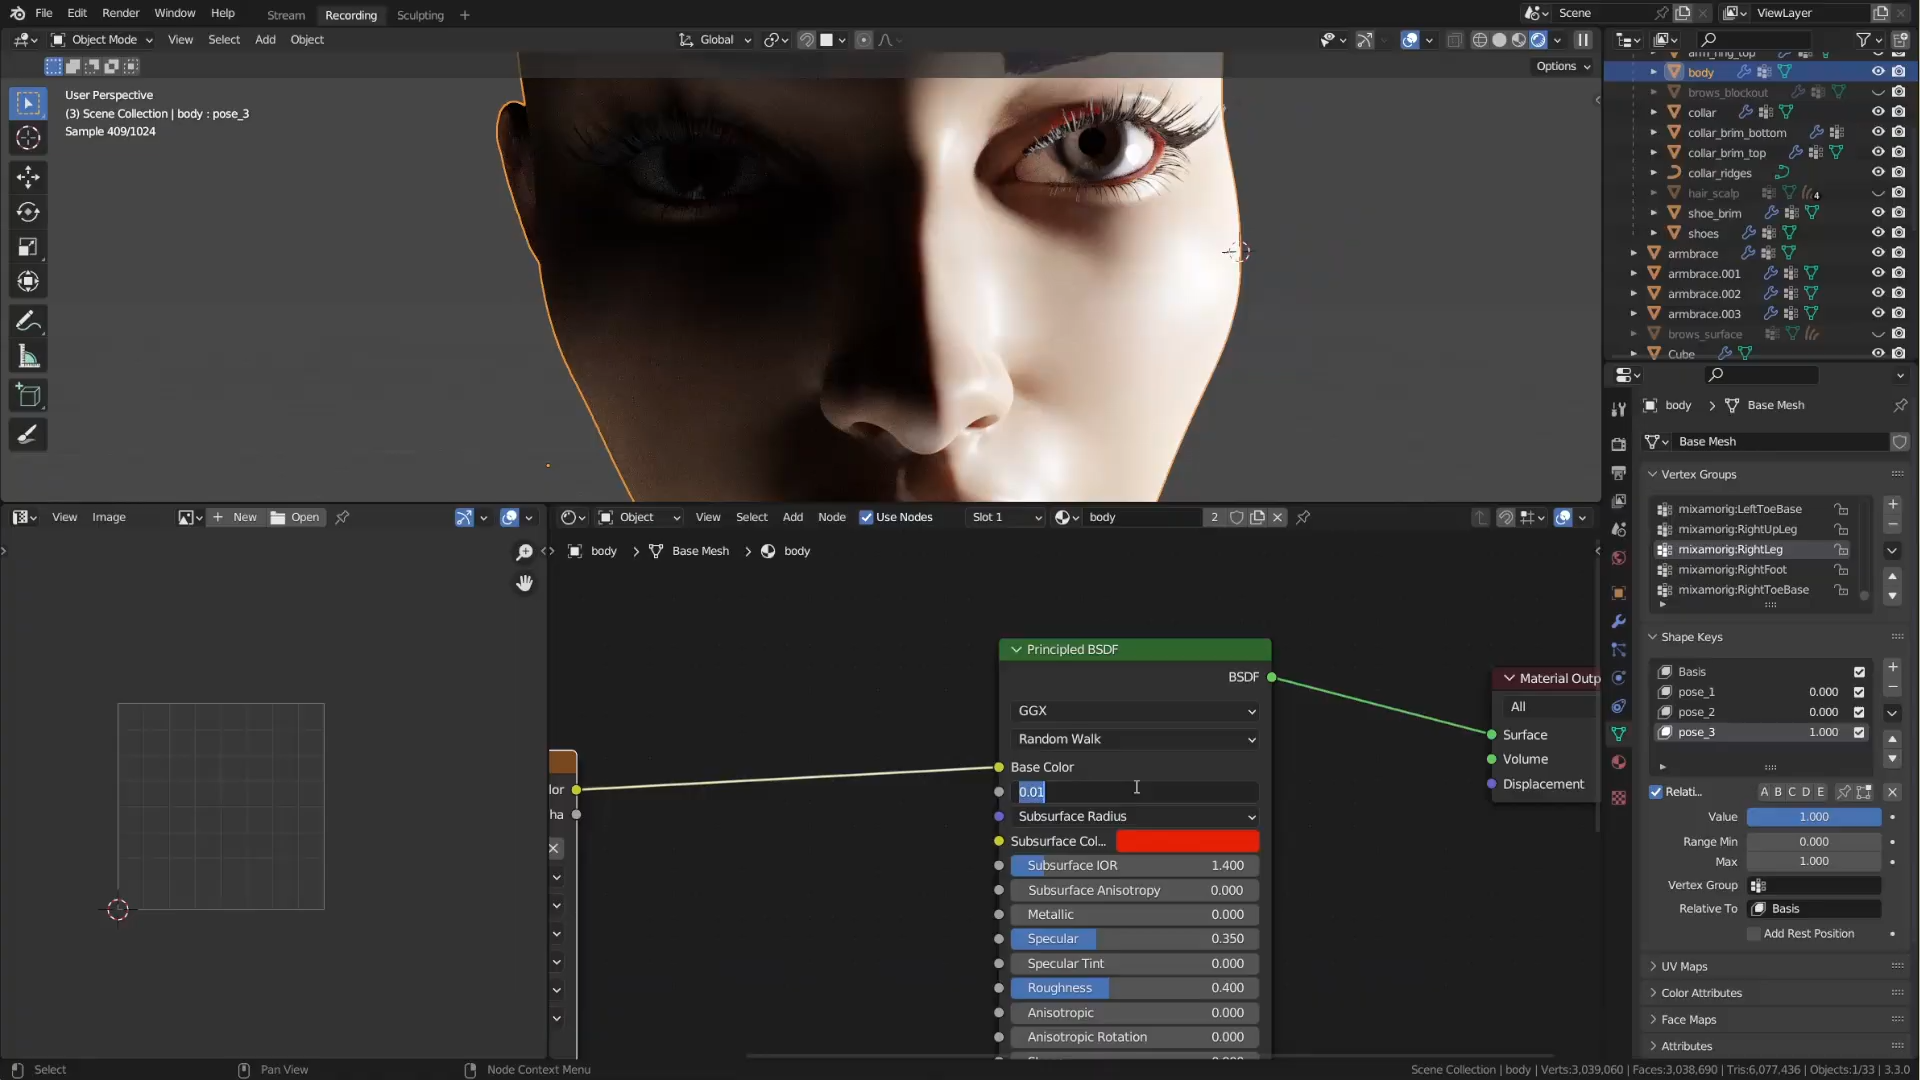 File Edit Render Window Help Stream Recording Sculpting + Scene ViewLayer
Object Mode View Select Add Object Global
Options
User Perspective
(3) Scene Collection | body : pose_3
Sample 409/1024
arm_ring_top
body
brows_blockout
collar
collar_brim_bottom
collar_brim_top
collar_ridges
hair_scalp 4
shoe_brim
shoes
armbrace
armbrace.001
armbrace.002
armbrace.003
brows_surface
Cube
body > Base Mesh
Base Mesh
Vertex Groups
mixamorig:LeftToeBase
mixamorig:RightUpLeg
mixamorig:RightLeg
mixamorig:RightFoot
mixamorig:RightToeBase
Shape Keys
Basis
pose_1 0.000
pose_2 0.000
pose_3 1.000
Relati.. A B C D E
Value 1.000
Range Min 0.000
Max 1.000
Vertex Group
Relative To Basis
Add Rest Position
UV Maps
Color Attributes
Face Maps
Attributes
View Image + New Open
Object View Select Add Node Use Nodes Slot 1 body 2
body > Base Mesh > body
lor
ha
Principled BSDF
BSDF
GGX
Random Walk
Base Color
0.01
Subsurface Radius
Subsurface Col...
Subsurface IOR 1.400
Subsurface Anisotropy 0.000
Metallic 0.000
Specular 0.350
Specular Tint 0.000
Roughness 0.400
Anisotropic 0.000
Anisotropic Rotation 0.000
Material Outp
All
Surface
Volume
Displacement
Select Pan View Node Context Menu
Scene Collection | body | Verts:3,039,060 | Faces:3,038,690 | Tris:6,077,436 | Objects:1/33 | 3.3.0